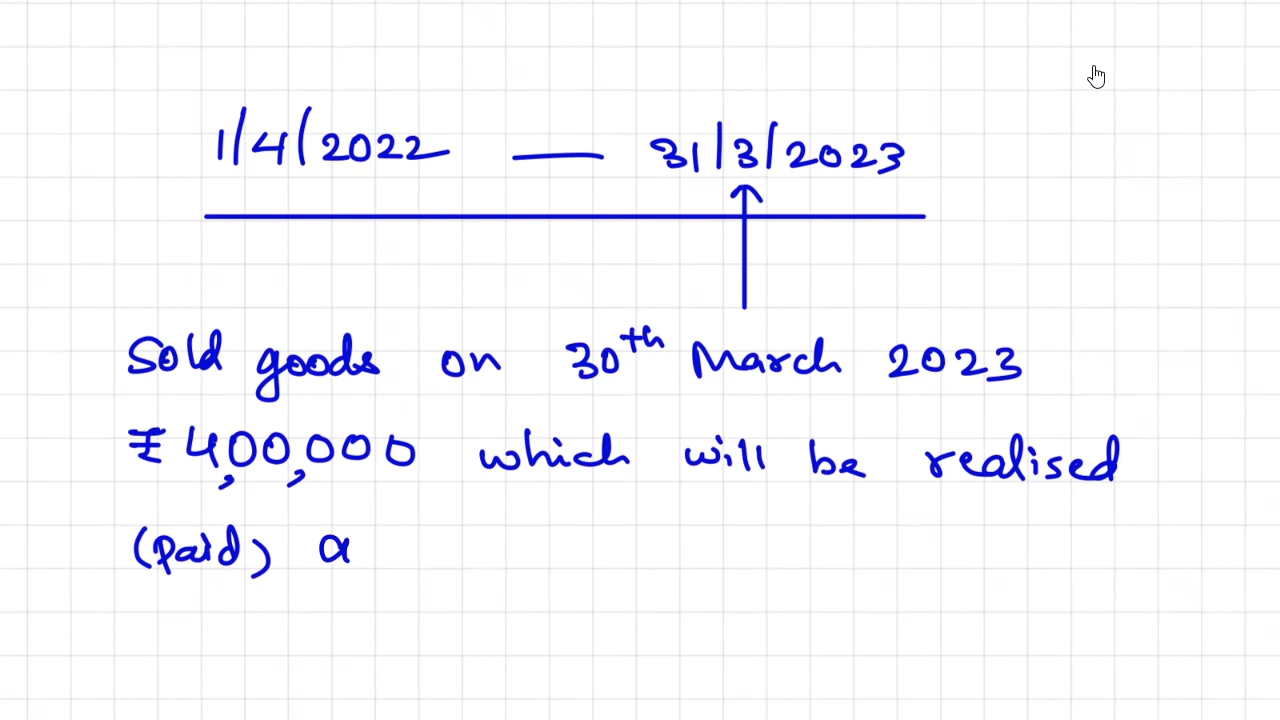 1/4/2022 — 31/3/2023
Sold goods on 30th March 2023
₹ 4,00,000 which will be realised
(paid) a